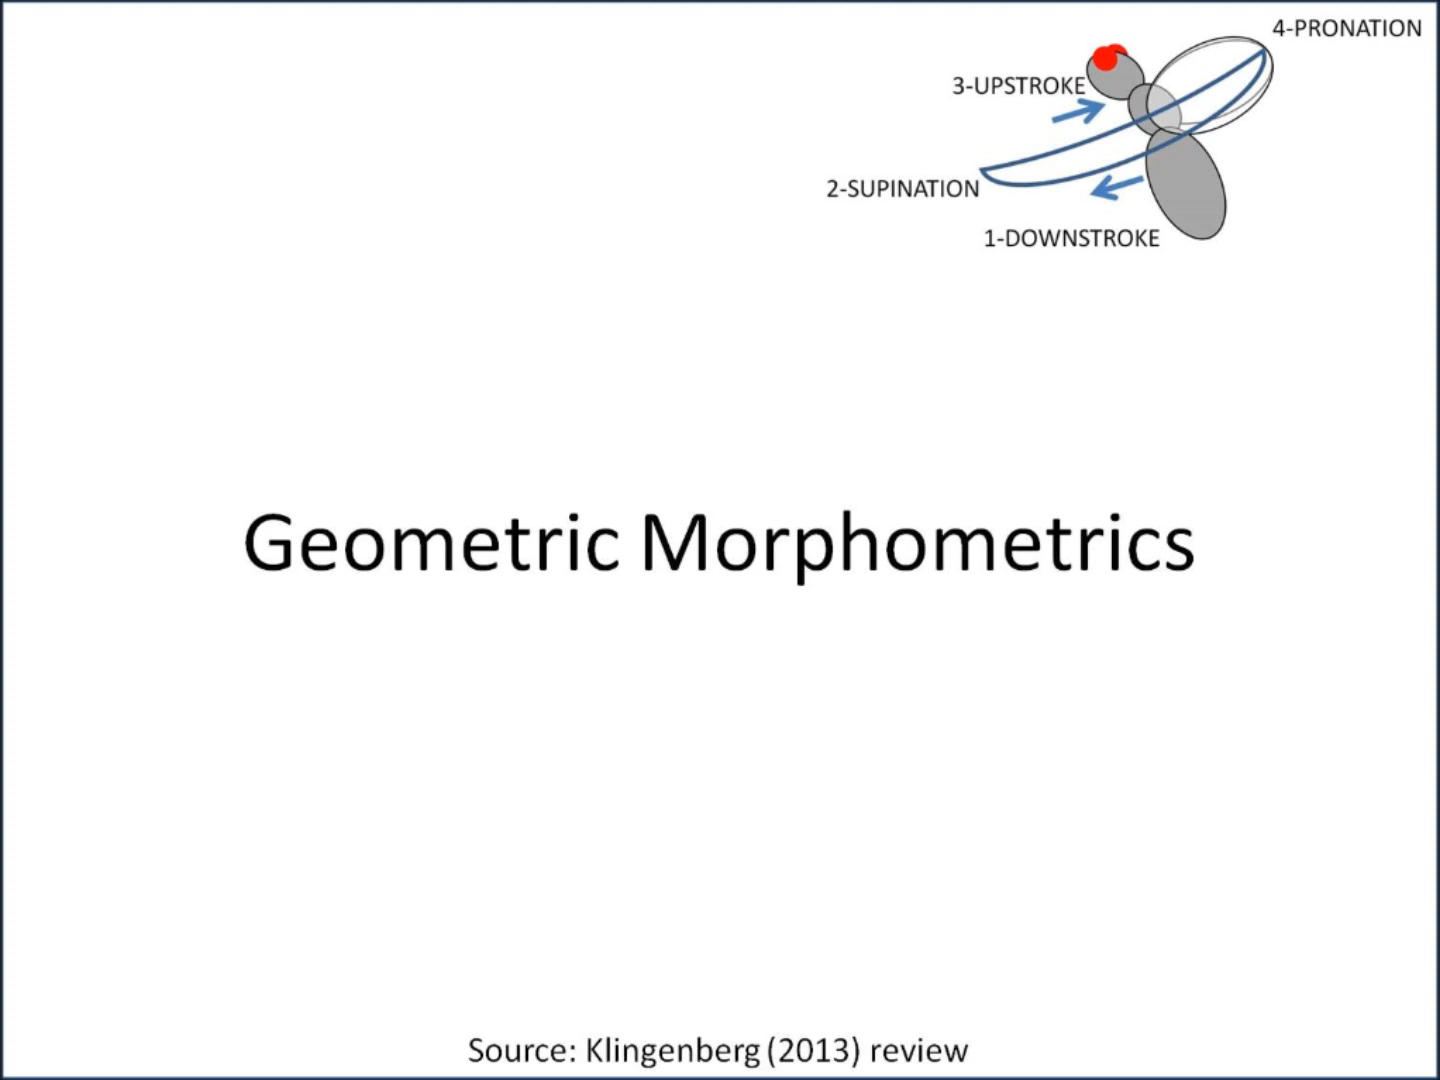 4-PRONATION
3-UPSTROKE
2-SUPINATION
1-DOWNSTROKE
Geometric Morphometrics
Source: Klingenberg (2013) review